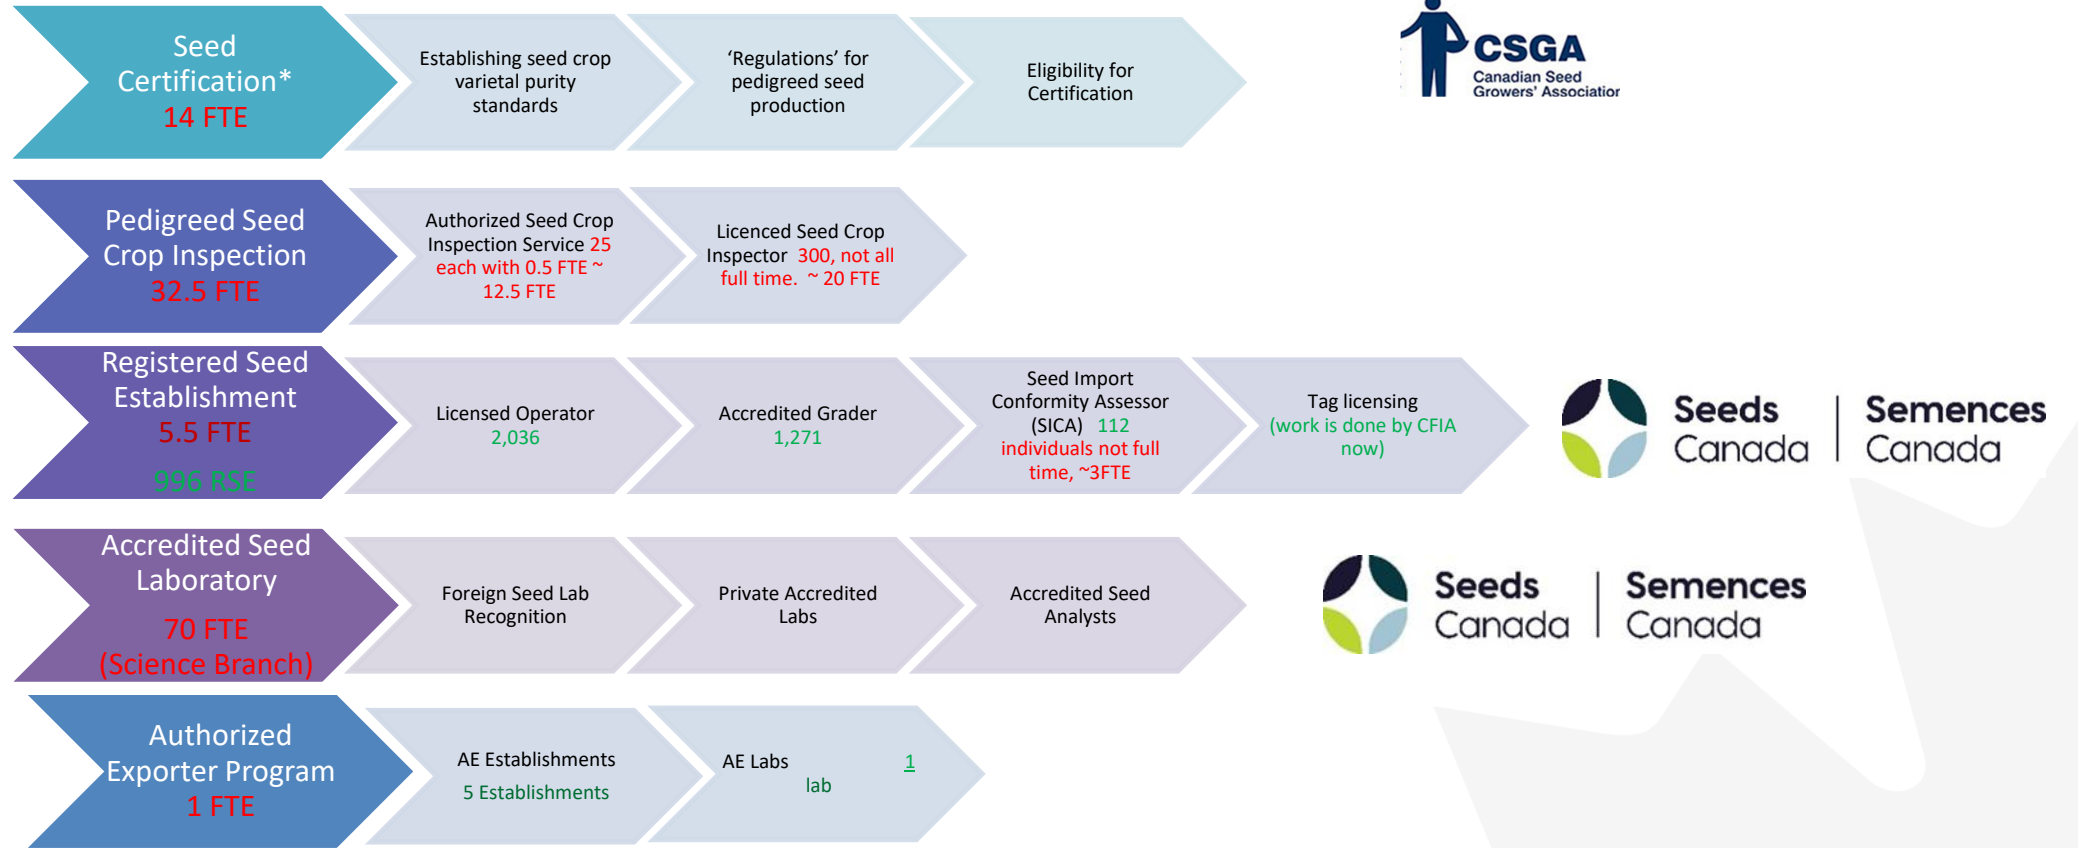 Seed
Certification*
14 FTE
Establishing seed crop
varietal purity
standards
‘Regulations’ for
pedigreed seed
production
Eligibility for
Certification
CSGA
Canadian Seed
Growers' Association
Pedigreed Seed
Crop Inspection
32.5 FTE
Authorized Seed Crop
Inspection Service 25
each with 0.5 FTE ~
12.5 FTE
Licenced Seed Crop
Inspector 300, not all
full time. ~ 20 FTE
Registered Seed
Establishment
5.5 FTE
996 RSE
Licensed Operator
2,036
Accredited Grader
1,271
Seed Import
Conformity Assessor
(SICA) 112
individuals not full
time, ~3FTE
Tag licensing
(work is done by CFIA
now)
Seeds
Canada
Semences
Canada
Accredited Seed
Laboratory
70 FTE
(Science Branch)
Foreign Seed Lab
Recognition
Private Accredited
Labs
Accredited Seed
Analysts
Seeds
Canada
Semences
Canada
Authorized
Exporter Program
1 FTE
AE Establishments
5 Establishments
AE Labs 1
lab